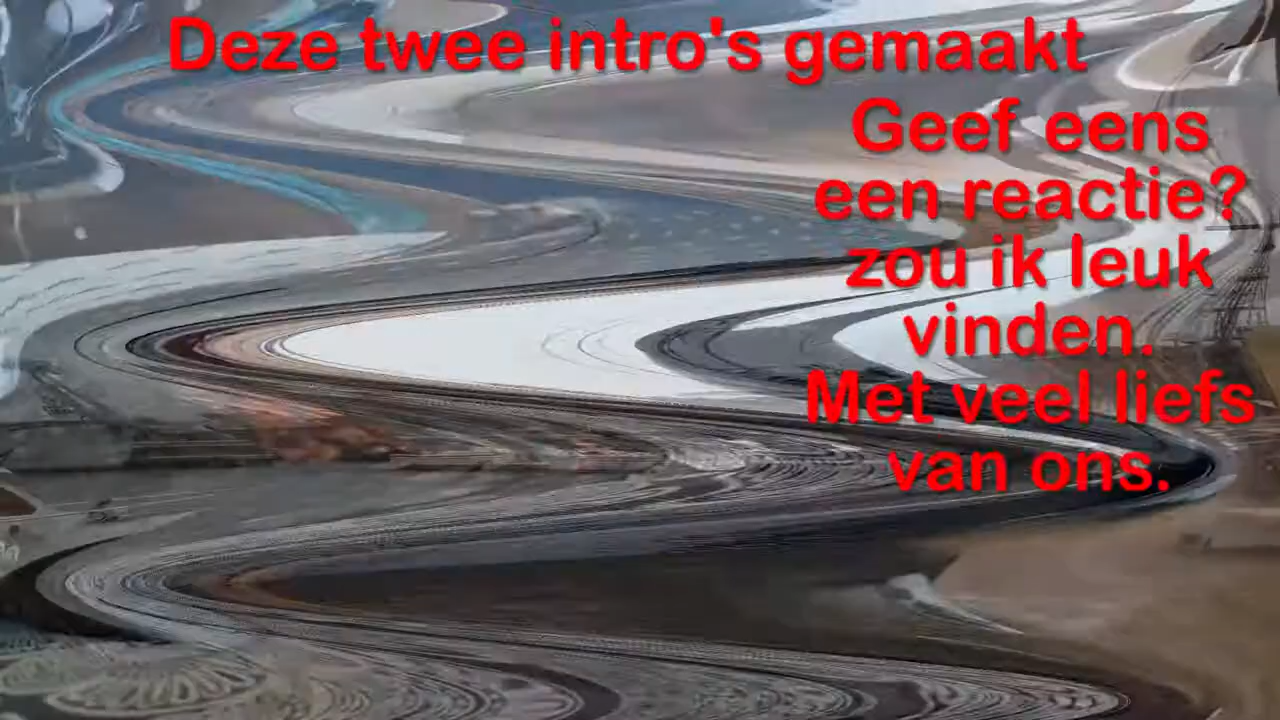 Deze twee intro's gemaakt
Geef eens
een reactie?
zou ik leuk
vinden.
Met veel liefs
van ons.